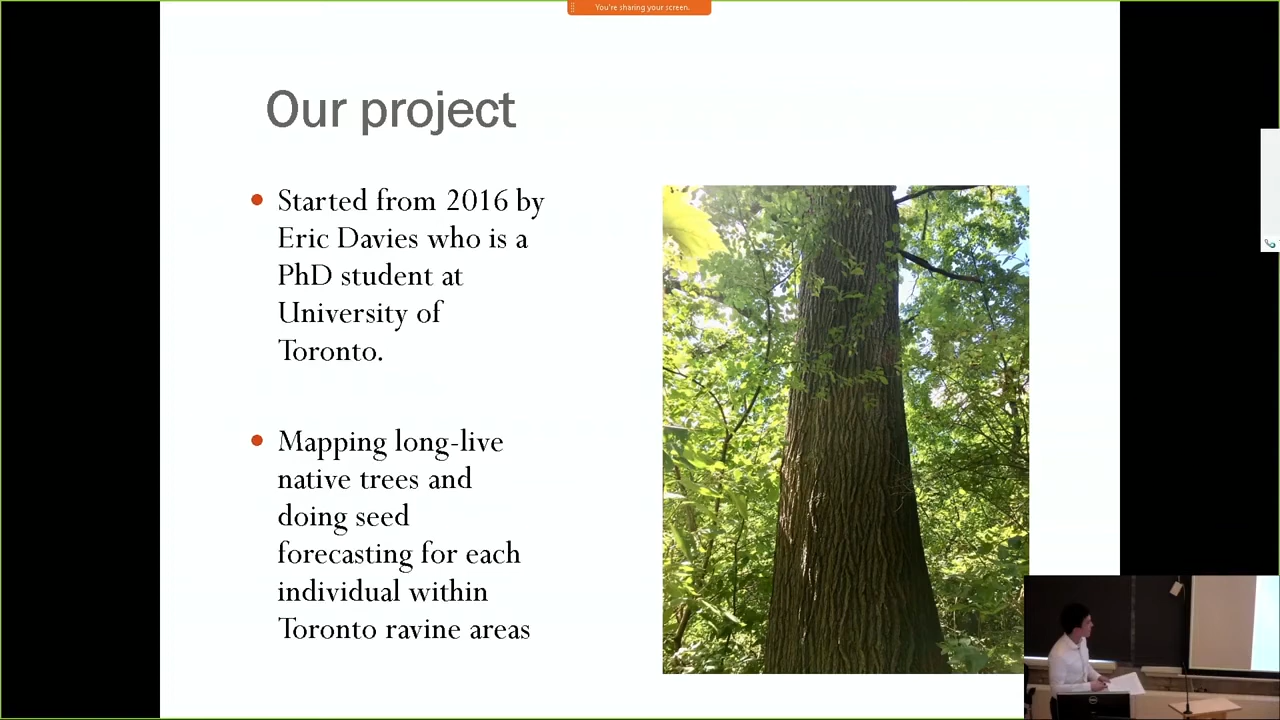 You're sharing your screen.
Our project
Started from 2016 by
Eric Davies who is a
PhD student at
University of
Toronto.
Mapping long-live
native trees and
doing seed
forecasting for each
individual within
Toronto ravine areas